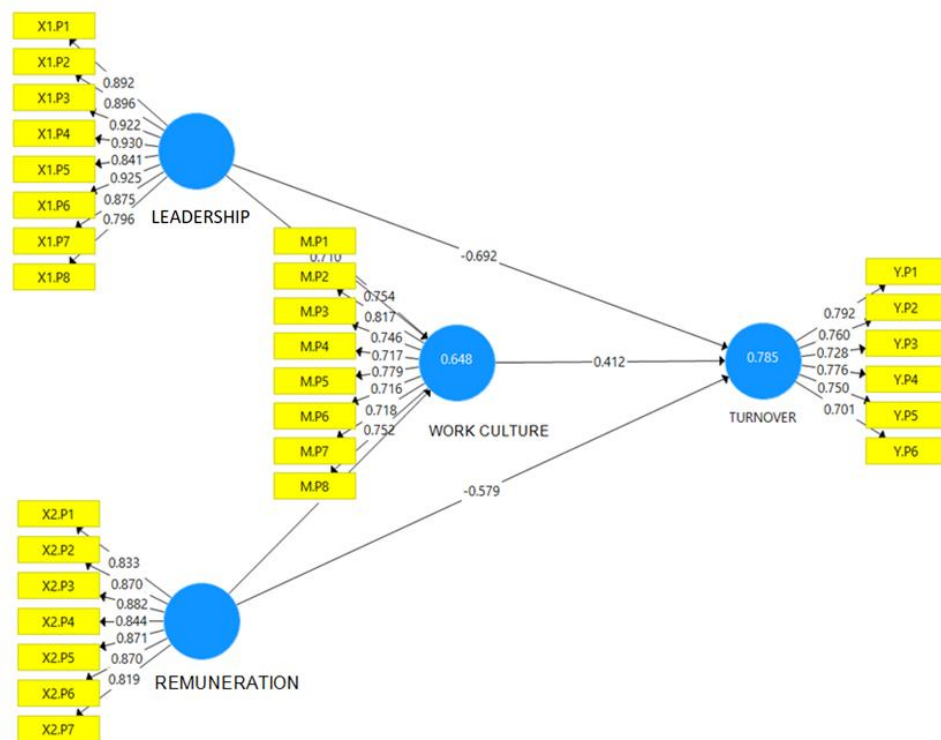 X1.P1
X1.P2
X1.P3
X1.P4
X1.P5
X1.P6
X1.P7
X1.P8
0.892
0.896
0.922
0.930
0.841
0.925
0.875
0.796
LEADERSHIP
-0.692
M.P1
0.710
M.P2
M.P3
M.P4
M.P5
M.P6
M.P7
M.P8
0.754
0.817
0.746
0.717
0.779
0.716
0.718
0.752
0.648
WORK CULTURE
0.412
0.785
TURNOVER
0.792
0.760
0.728
0.776
0.750
0.701
Y.P1
Y.P2
Y.P3
Y.P4
Y.P5
Y.P6
-0.579
X2.P1
X2.P2
X2.P3
X2.P4
X2.P5
X2.P6
X2.P7
0.833
0.870
0.882
0.844
0.871
0.870
0.819
REMUNERATION